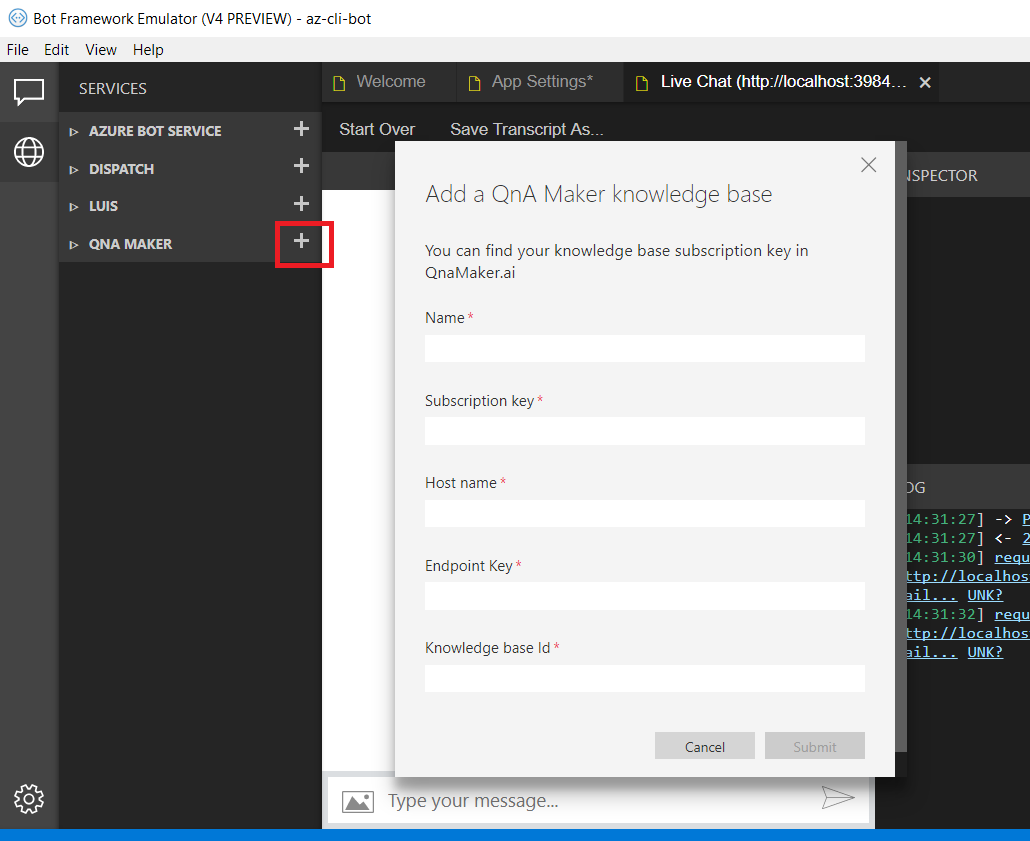 Bot Framework Emulator (V4 PREVIEW) - az-cli-bot
File Edit View Help
SERVICES
AZURE BOT SERVICE
DISPATCH
LUIS
QNA MAKER
Welcome
App Settings*
Live Chat (http://localhost:3984...
Start Over Save Transcript As...
Add a QnA Maker knowledge base
You can find your knowledge base subscription key in
QnaMaker.ai
Name *
Subscription key *
Host name *
Endpoint Key *
Knowledge base Id *
Cancel Submit
NSPECTOR
OG
14:31:27] -> P
14:31:27] <- 2
14:31:30] requ
ttp://localhos
ail... UNK?
14:31:32] requ
ttp://localhos
ail... UNK?
Type your message...